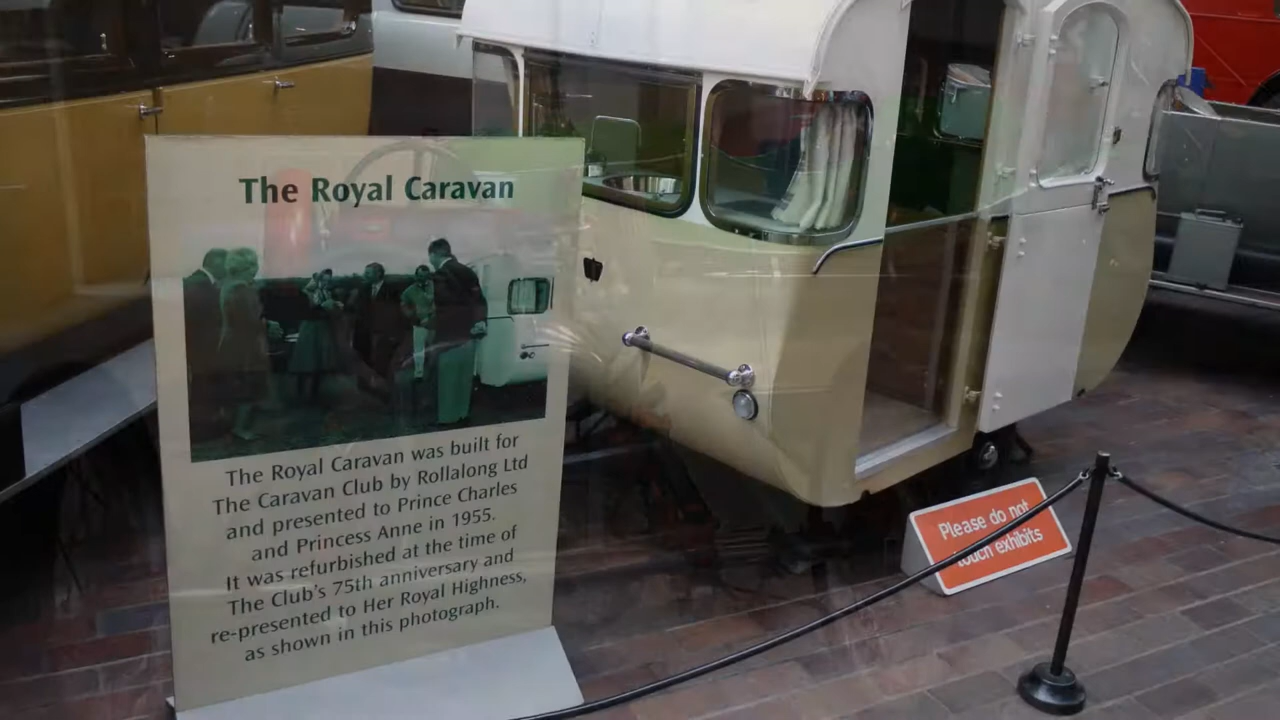 The Royal Caravan
The Royal Caravan was built for
The Caravan Club by Rollalong Ltd
and presented to Prince Charles
and Princess Anne in 1955.
It was refurbished at the time of
The Club's 75th anniversary and
re-presented to Her Royal Highness,
as shown in this photograph.
Please do not
touch exhibits